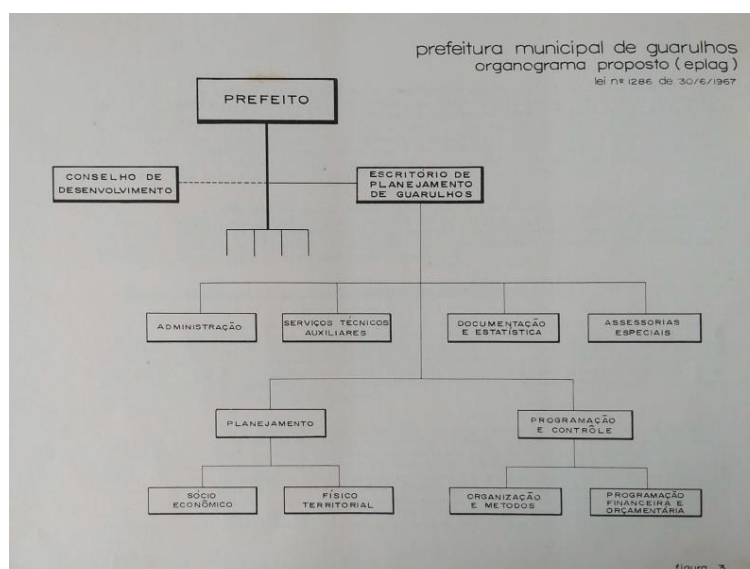 prefeitura municipal de guarulhos
organograma proposto (eplag)
lei nº 1286 de 30/6/1967
PREFEITO
CONSELHO DE
DESENVOLVIMENTO
ESCRITÓRIO DE
PLANEJAMENTO
DE GUARULHOS
ADMINISTRAÇÃO
SERVIÇOS TÉCNICOS
AUXILIARES
DOCUMENTAÇÃO
E ESTATÍSTICA
ASSESSORIAS
ESPECIAIS
PLANEJAMENTO
PROGRAMAÇÃO
E CONTRÔLE
SÓCIO
ECONÔMICO
FÍSICO
TERRITORIAL
ORGANIZAÇÃO
E METODOS
PROGRAMAÇÃO
FINANCEIRA E
ORÇAMENTÁRIA
figura 3